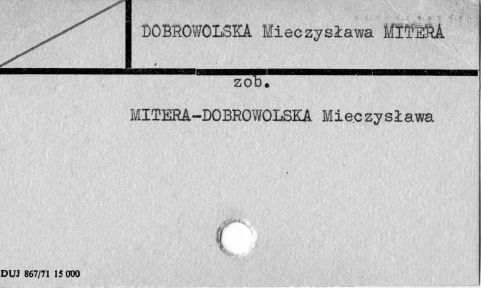 DOBROWOLSKA Mieczysława MITERA
zob.
MITERA-DOBROWOLSKA Mieczysława
DUJ 867/71 15 000